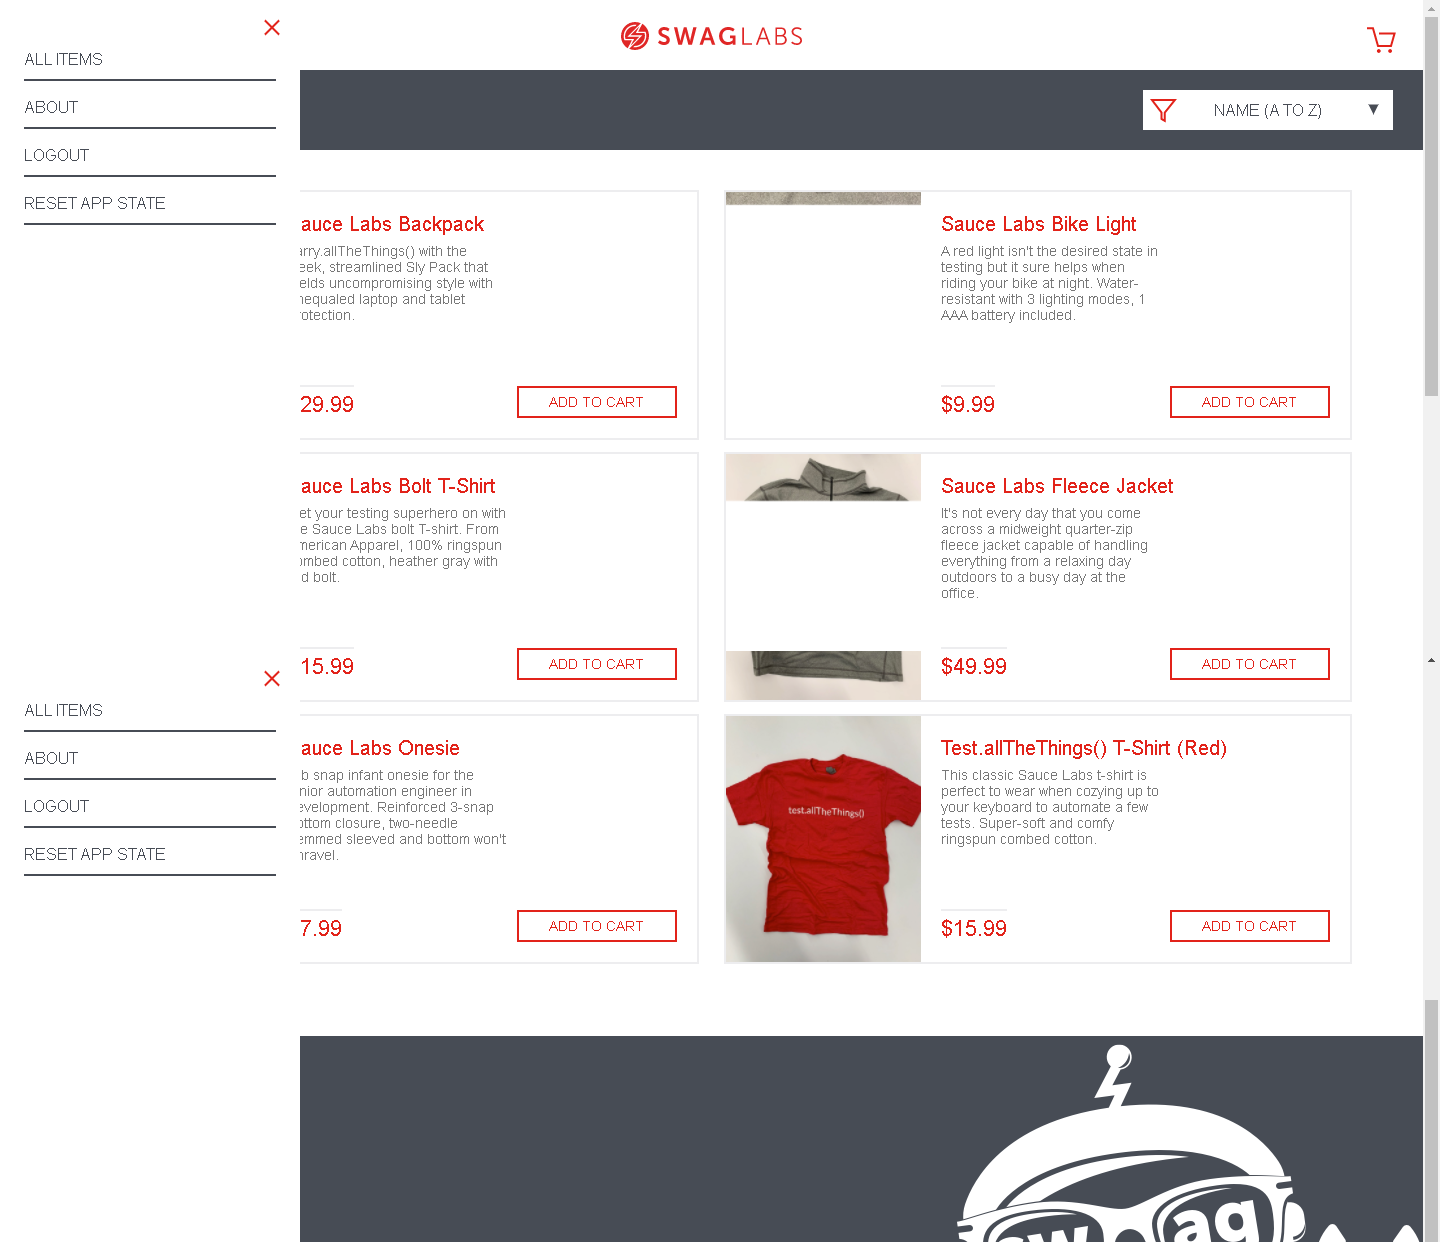 ALL ITEMS
ABOUT
LOGOUT
RESET APP STATE
SWAGLABS
NAME (A TO Z)
auce Labs Backpack
arry.allTheThings() with the
eek, streamlined Sly Pack that
elds uncompromising style with
nequaled laptop and tablet
rotection.
29.99
ADD TO CART
Sauce Labs Bike Light
A red light isn't the desired state in
testing but it sure helps when
riding your bike at night. Water-
resistant with 3 lighting modes, 1
AAA battery included.
$9.99
ADD TO CART
auce Labs Bolt T-Shirt
et your testing superhero on with
e Sauce Labs bolt T-shirt. From
merican Apparel, 100% ringspun
ombed cotton, heather gray with
d bolt.
15.99
ADD TO CART
Sauce Labs Fleece Jacket
It's not every day that you come
across a midweight quarter-zip
fleece jacket capable of handling
everything from a relaxing day
outdoors to a busy day at the
office.
$49.99
ADD TO CART
ALL ITEMS
ABOUT
LOGOUT
RESET APP STATE
auce Labs Onesie
b snap infant onesie for the
nior automation engineer in
evelopment. Reinforced 3-snap
ottom closure, two-needle
emmed sleeved and bottom won't
nravel.
7.99
ADD TO CART
test.allTheThings()
Test.allTheThings() T-Shirt (Red)
This classic Sauce Labs t-shirt is
perfect to wear when cozying up to
your keyboard to automate a few
tests. Super-soft and comfy
ringspun combed cotton.
$15.99
ADD TO CART
sw ag